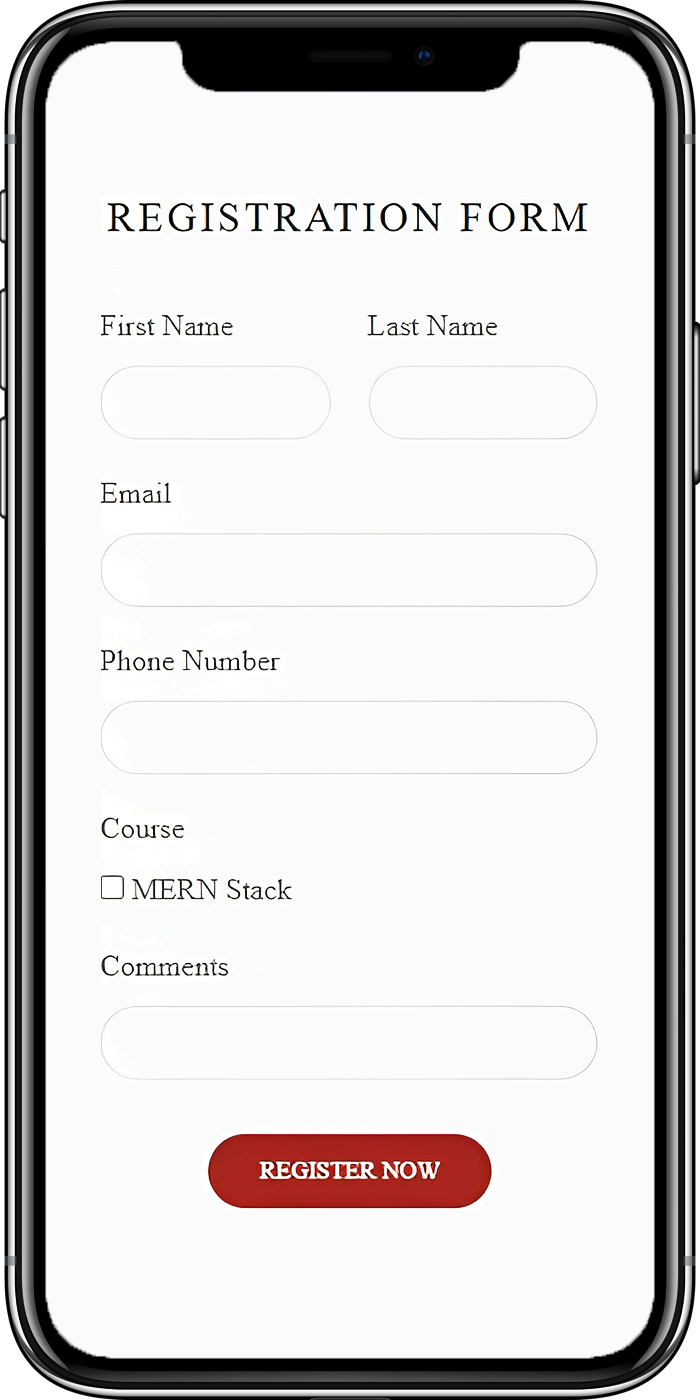 REGISTRATION FORM
First Name Last Name
Email
Phone Number
Course
MERN Stack
Comments
REGISTER NOW